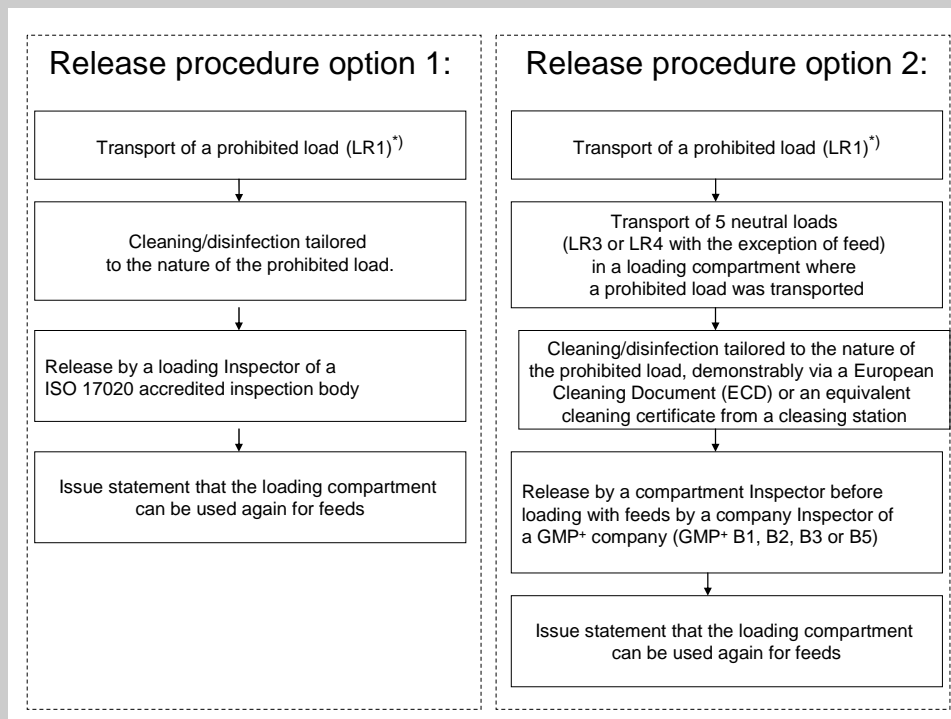 Release procedure option 1:
Transport of a prohibited load (LR1)*)
Cleaning/disinfection tailored
to the nature of the prohibited load.
Release by a loading Inspector of a
ISO 17020 accredited inspection body
Issue statement that the loading compartment
can be used again for feeds
Release procedure option 2:
Transport of a prohibited load (LR1)*)
Transport of 5 neutral loads
(LR3 or LR4 with the exception of feed)
in a loading compartment where
a prohibited load was transported
Cleaning/disinfection tailored to the nature of
the prohibited load, demonstrably via a European
Cleaning Document (ECD) or an equivalent
cleaning certificate from a cleasing station
Release by a compartment Inspector before
loading with feeds by a company Inspector of
a GMP+ company (GMP+ B1, B2, B3 or B5)
Issue statement that the loading compartment
can be used again for feeds